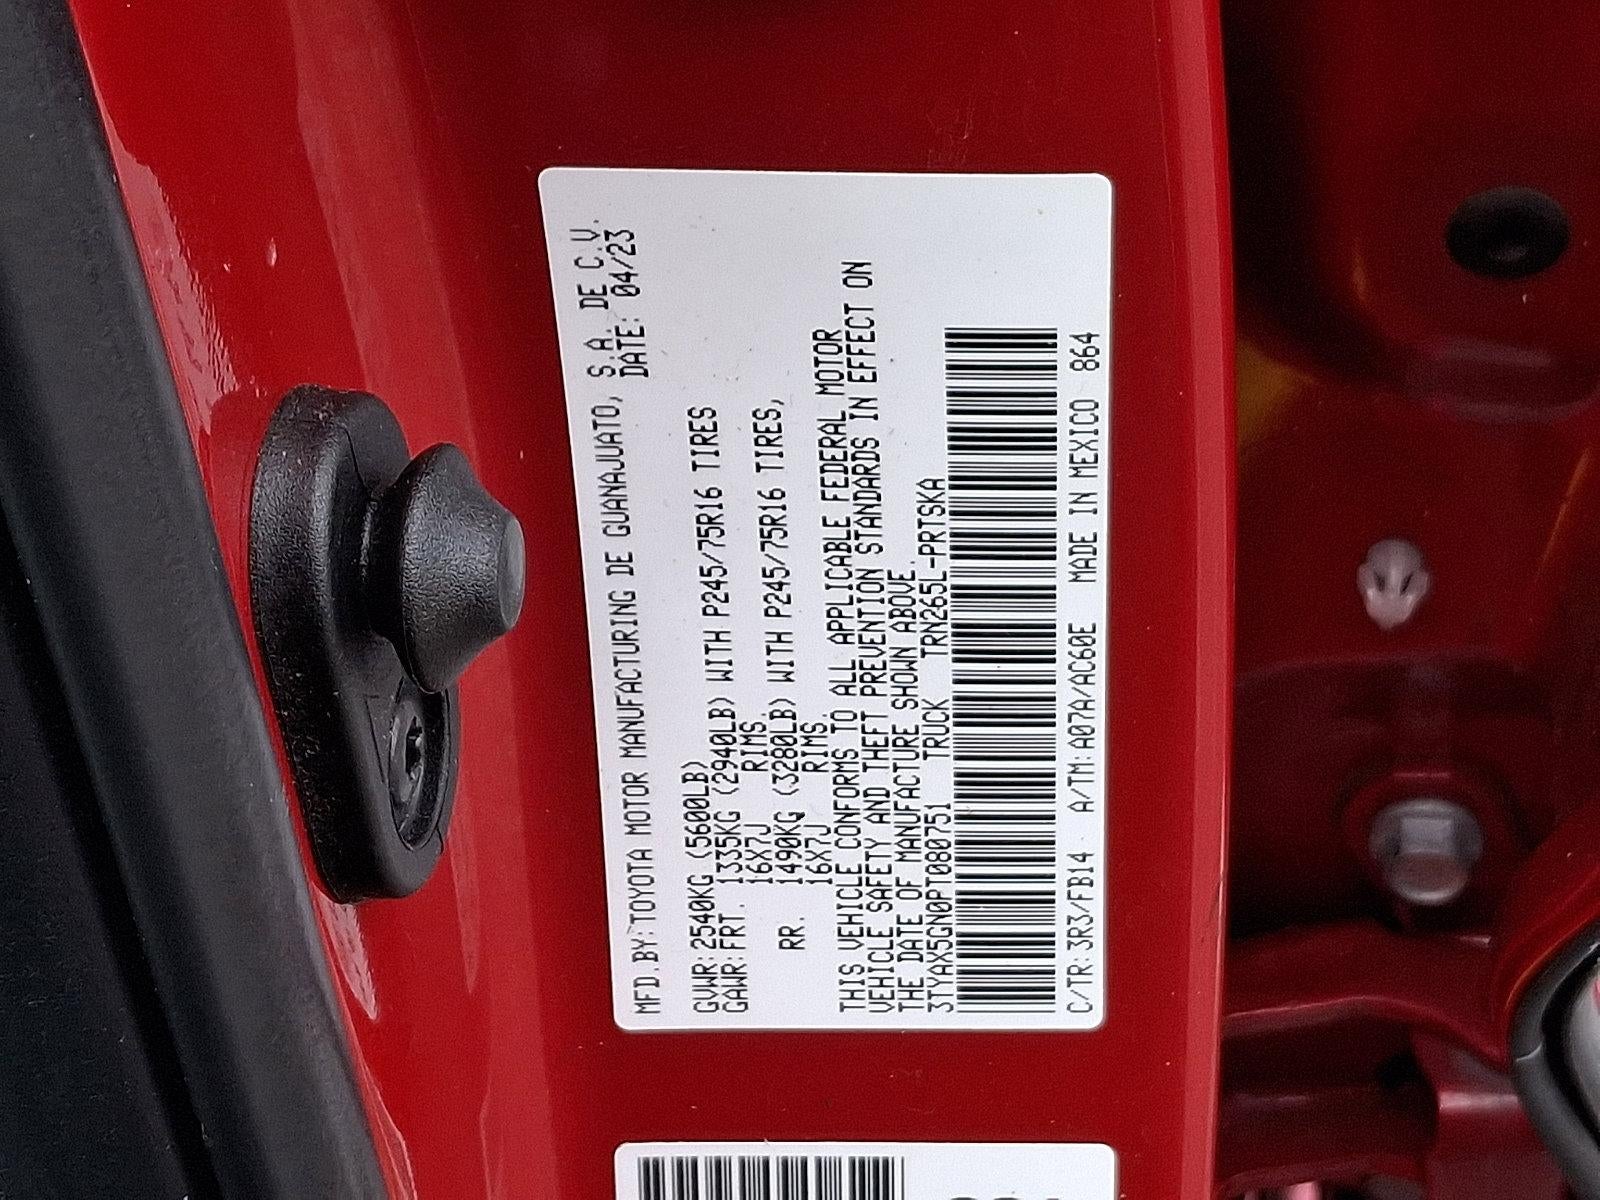 MFD.BY:TOYOTA MOTOR MANUFACTURING DE GUANAJUATO, S.A. DE C.V.
DATE: 04/23
GVWR:2540KG (5600LB)
GAWR:FRT. 1335KG (2940LB) WITH P245/75R16 TIRES
16X7J RIMS.
RR. 1490KG (3280LB) WITH P245/75R16 TIRES,
16X7J RIMS.
THIS VEHICLE CONFORMS TO ALL APPLICABLE FEDERAL MOTOR
VEHICLE SAFETY AND THEFT PREVENTION STANDARDS IN EFFECT ON
THE DATE OF MANUFACTURE SHOWN ABOVE.
3TYAX5GN0PT080751 TRUCK TRN265L-PRTSKA
C/TR: 3R3/FB14 A/TM: A07A/AC60E MADE IN MEXICO 864